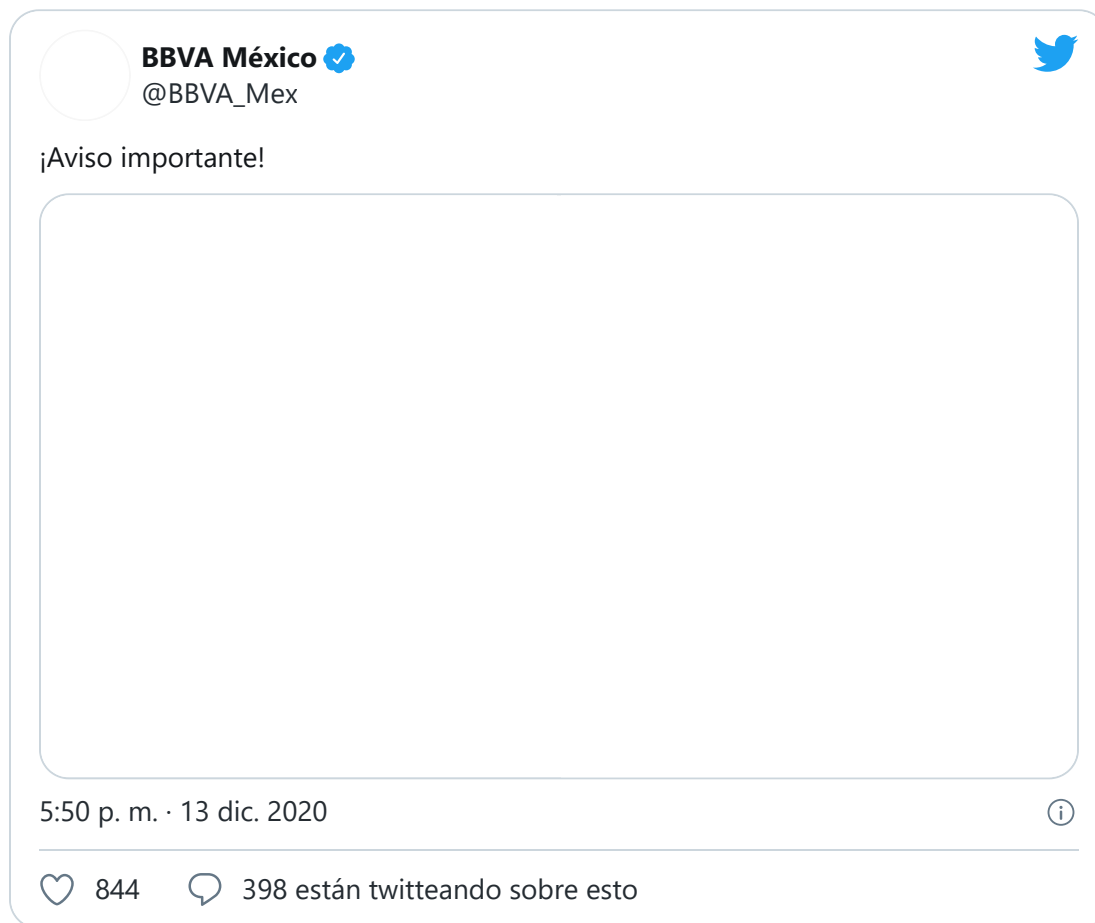 BBVA México
@BBVA_Mex
¡Aviso importante!
5:50 p. m. · 13 dic. 2020
844 398 están twitteando sobre esto